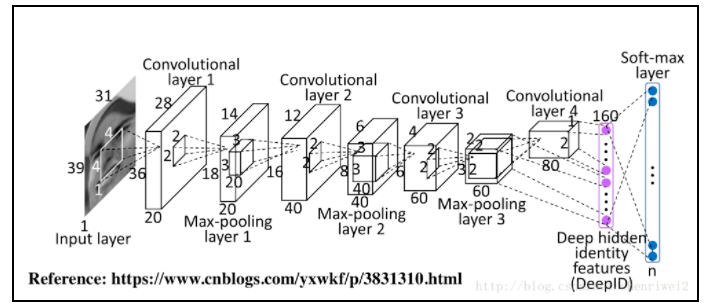 Soft-max
layer
Convolutional
layer 1
Convolutional
layer 2
Convolutional
layer 3
Convolutional
layer 4
31
39
4
4
1
1
Input layer
28
36
2
2
20
14
18
3
3
20
20
Max-pooling
layer 1
12
16
2
2
40
6
8
3
3
40
40
Max-pooling
layer 2
4
6
2
2
60
2
3
2
2
60
Max-pooling
layer 3
1
2
80
160
Deep hidden
identity
features
(DeepID)
n
Reference: https://www.cnblogs.com/yxwkf/p/3831310.html